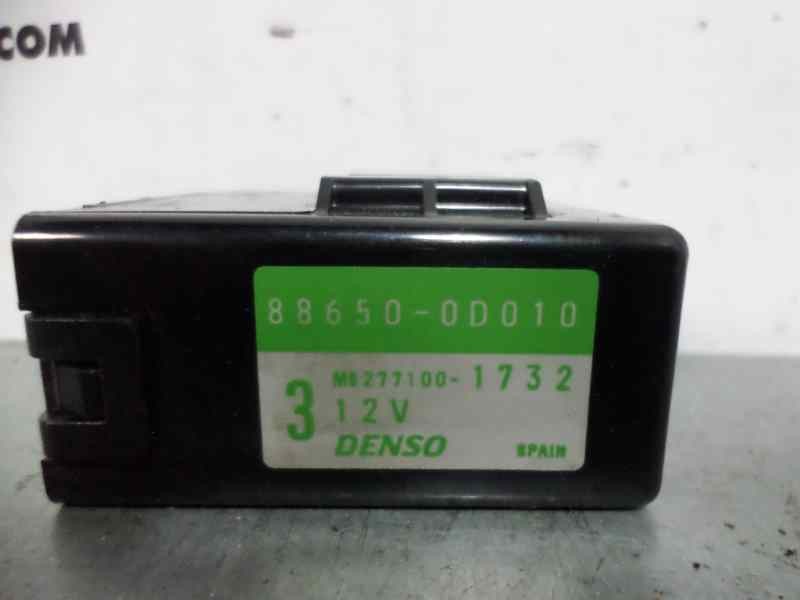 .COM
88650-0D010
MB277100-1732
3 12V
DENSO SPAIN